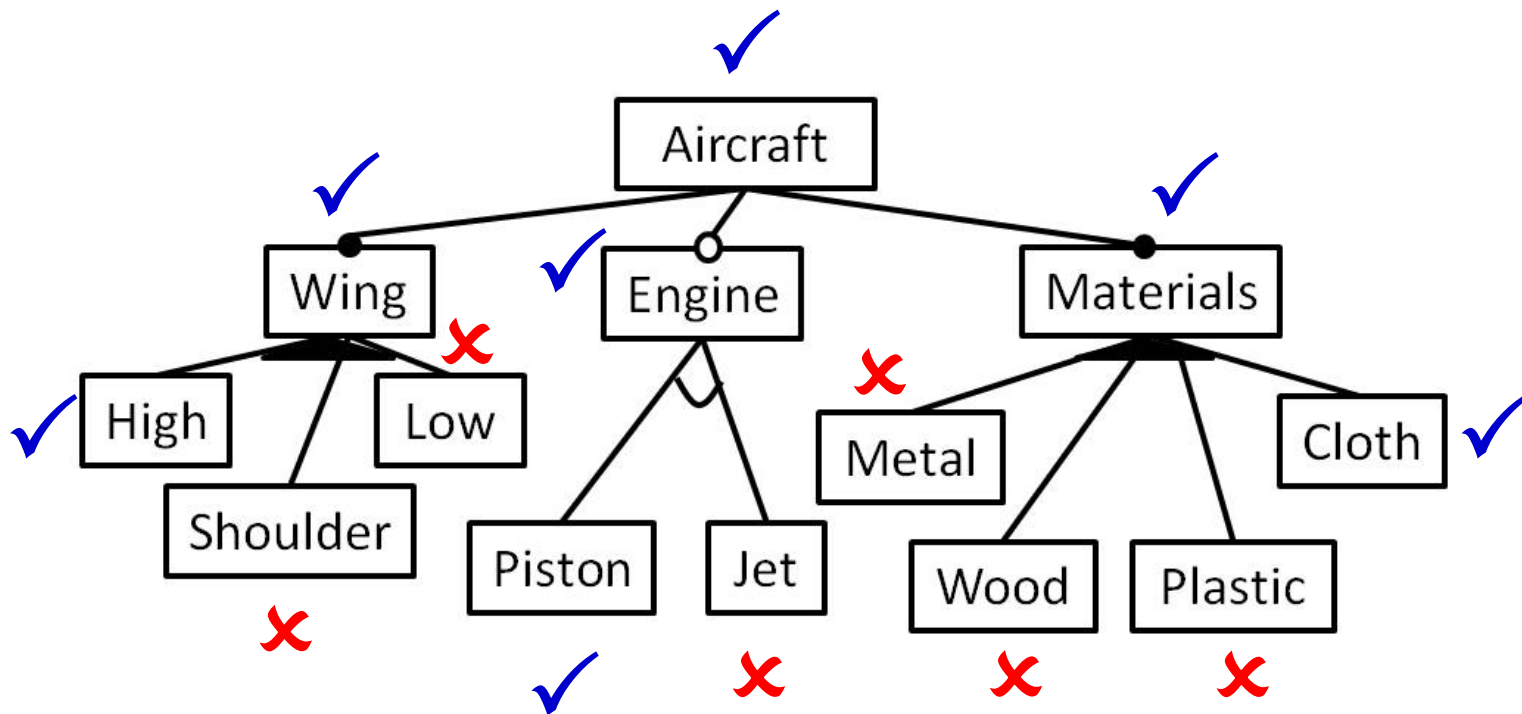 Aircraft
Wing
Engine
Materials
High
Low
Metal
Cloth
Shoulder
Piston
Jet
Wood
Plastic